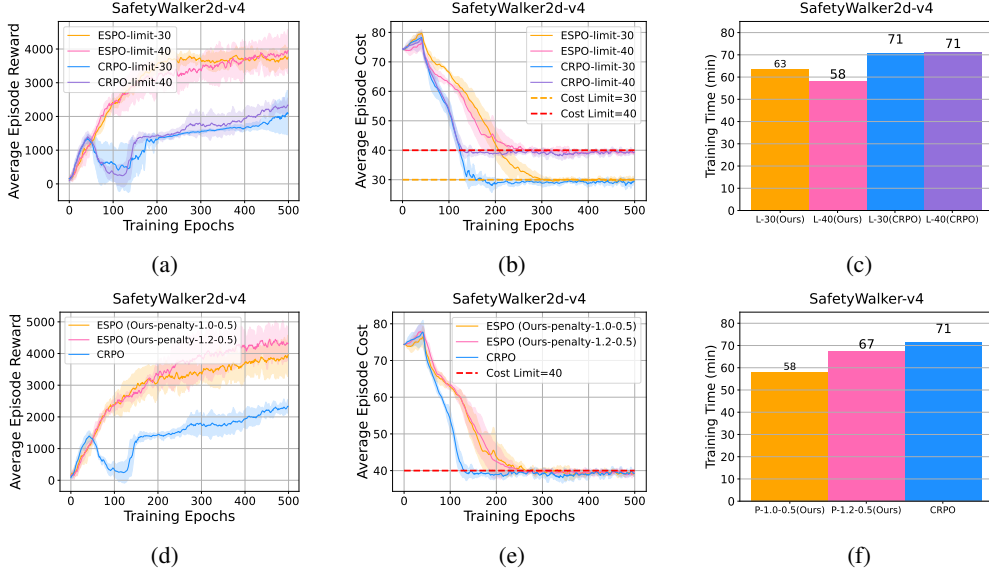 SafetyWalker2d-v4
Average Episode Reward
4000
3000
2000
1000
0
ESPO-limit-30
ESPO-limit-40
CRPO-limit-30
CRPO-limit-40
0 100 200 300 400 500
Training Epochs
(a)
SafetyWalker2d-v4
Average Episode Cost
80
70
60
50
40
30
ESPO-limit-30
ESPO-limit-40
CRPO-limit-30
CRPO-limit-40
Cost Limit=30
Cost Limit=40
0 100 200 300 400 500
Training Epochs
(b)
SafetyWalker2d-v4
Training Time (min)
80
70
60
50
40
30
20
10
0
63
58
71
71
L-30(Ours) L-40(Ours) L-30(CRPO) L-40(CRPO)
(c)
SafetyWalker2d-v4
Average Episode Reward
5000
4000
3000
2000
1000
0
ESPO (Ours-penalty-1.0-0.5)
ESPO (Ours-penalty-1.2-0.5)
CRPO
0 100 200 300 400 500
Training Epochs
(d)
SafetyWalker2d-v4
Average Episode Cost
80
70
60
50
40
ESPO (Ours-penalty-1.0-0.5)
ESPO (Ours-penalty-1.2-0.5)
CRPO
Cost Limit=40
0 100 200 300 400 500
Training Epochs
(e)
SafetyWalker-v4
Training Time (min)
80
70
60
50
40
30
20
10
0
58
67
71
P-1.0-0.5(Ours) P-1.2-0.5(Ours) CRPO
(f)